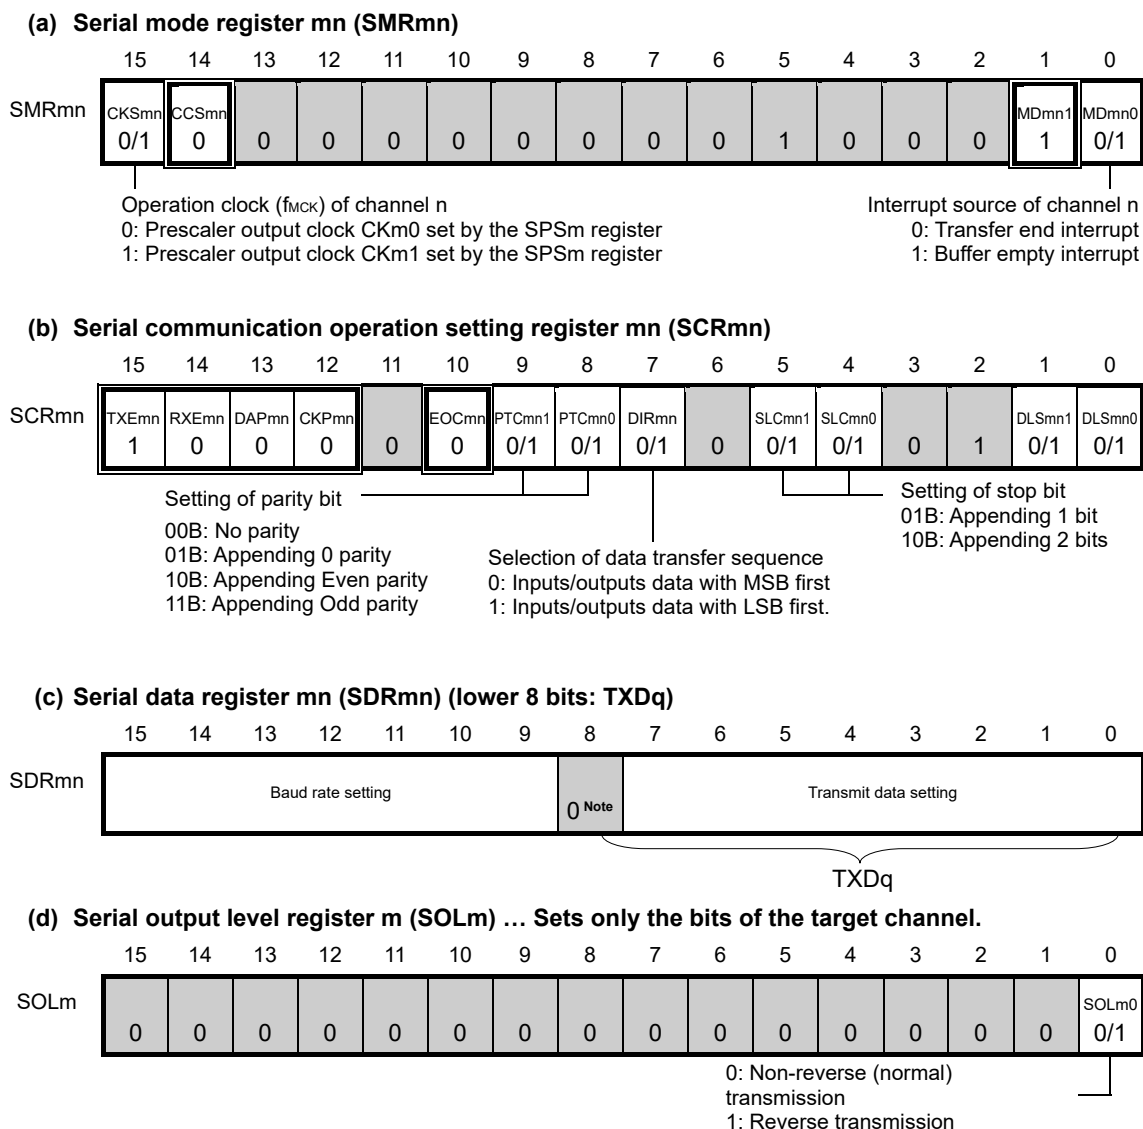 (a) Serial mode register mn (SMRmn)
15 14 13 12 11 10 9 8 7 6 5 4 3 2 1 0
SMRmn
CKSmn CCSmn MDmn1 MDmn0
0/1 0 0 0 0 0 0 0 0 0 1 0 0 0 1 0/1
Operation clock (fMCK) of channel n
0: Prescaler output clock CKm0 set by the SPSm register
1: Prescaler output clock CKm1 set by the SPSm register
Interrupt source of channel n
0: Transfer end interrupt
1: Buffer empty interrupt
(b) Serial communication operation setting register mn (SCRmn)
15 14 13 12 11 10 9 8 7 6 5 4 3 2 1 0
SCRmn
TXEmn RXEmn DAPmn CKPmn EOCmn PTCmn1 PTCmn0 DIRmn SLCmn1 SLCmn0 DLSmn1 DLSmn0
1 0 0 0 0 0 0/1 0/1 0/1 0 0/1 0/1 0 1 0/1 0/1
Setting of parity bit
00B: No parity
01B: Appending 0 parity
10B: Appending Even parity
11B: Appending Odd parity
Selection of data transfer sequence
0: Inputs/outputs data with MSB first
1: Inputs/outputs data with LSB first.
Setting of stop bit
01B: Appending 1 bit
10B: Appending 2 bits
(c) Serial data register mn (SDRmn) (lower 8 bits: TXDq)
15 14 13 12 11 10 9 8 7 6 5 4 3 2 1 0
SDRmn
Baud rate setting
0 Note
Transmit data setting
TXDq
(d) Serial output level register m (SOLm) … Sets only the bits of the target channel.
15 14 13 12 11 10 9 8 7 6 5 4 3 2 1 0
SOLm
SOLm0
0 0 0 0 0 0 0 0 0 0 0 0 0 0 0 0/1
0: Non-reverse (normal)
transmission
1: Reverse transmission